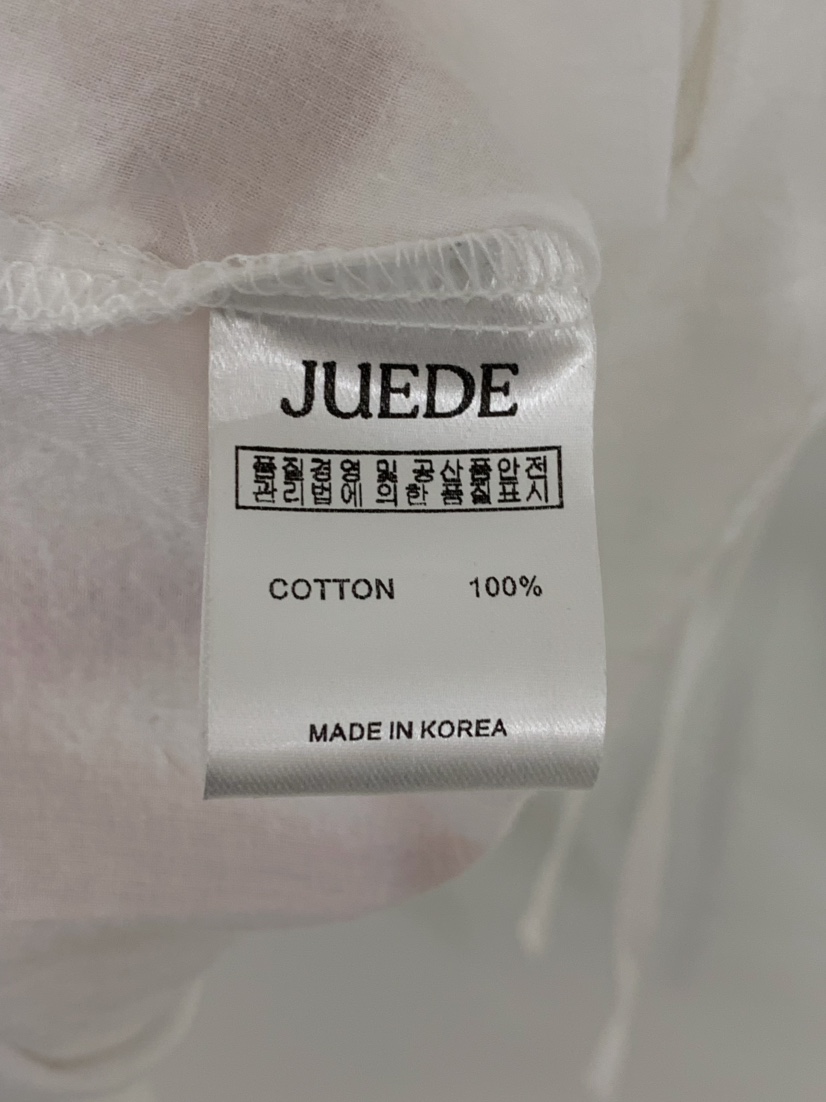 JUEDE
품질경영 및 공산품안전
관리법에 의한 품질표시
COTTON 100%
MADE IN KOREA